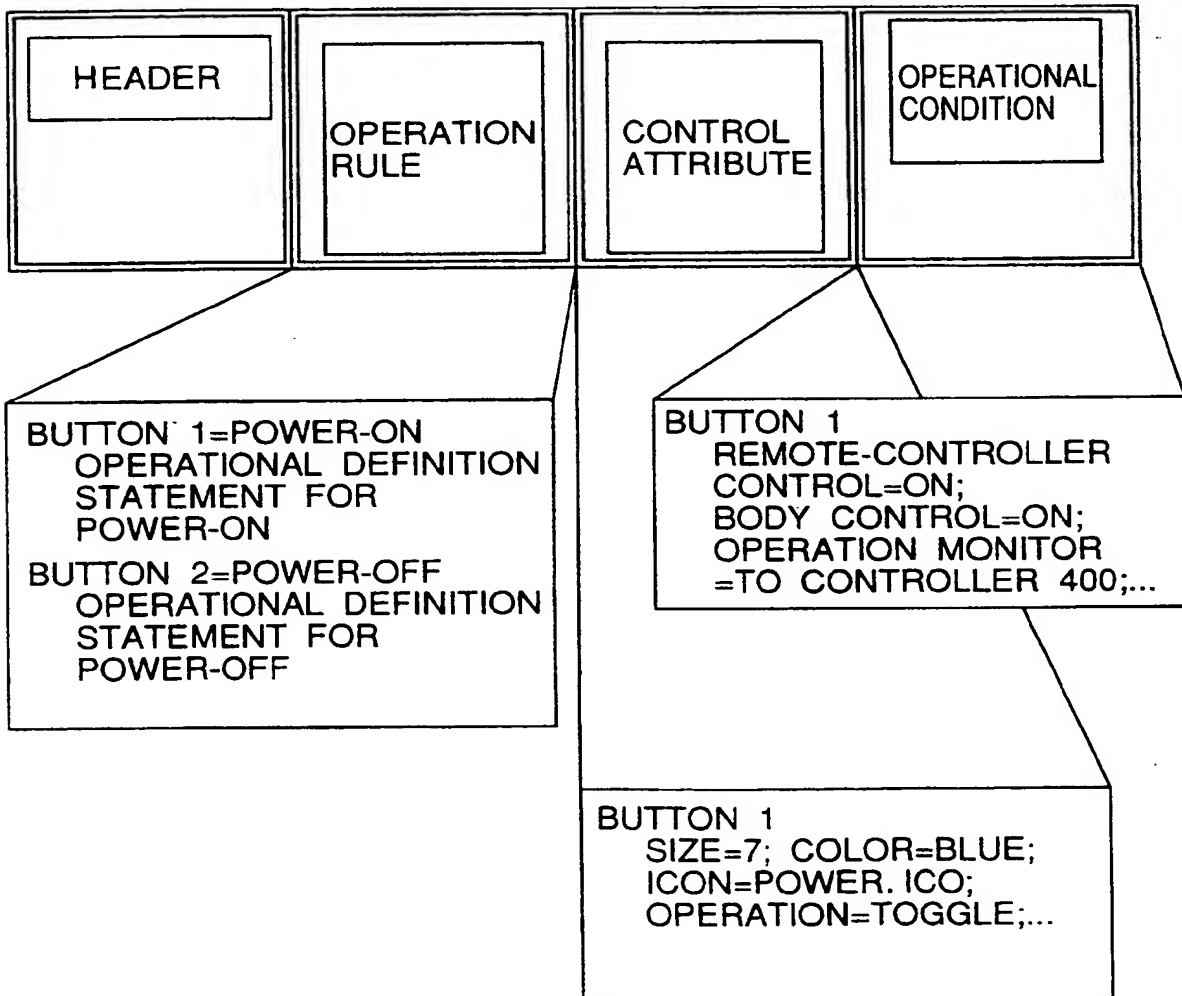 HEADER
OPERATION
RULE
CONTROL
ATTRIBUTE
OPERATIONAL
CONDITION
BUTTON 1=POWER-ON
OPERATIONAL DEFINITION
STATEMENT FOR
POWER-ON
BUTTON 2=POWER-OFF
OPERATIONAL DEFINITION
STATEMENT FOR
POWER-OFF
BUTTON 1
REMOTE-CONTROLLER
CONTROL=ON;
BODY CONTROL=ON;
OPERATION MONITOR
=TO CONTROLLER 400;...
BUTTON 1
SIZE=7; COLOR=BLUE;
ICON=POWER. ICO;
OPERATION=TOGGLE;...